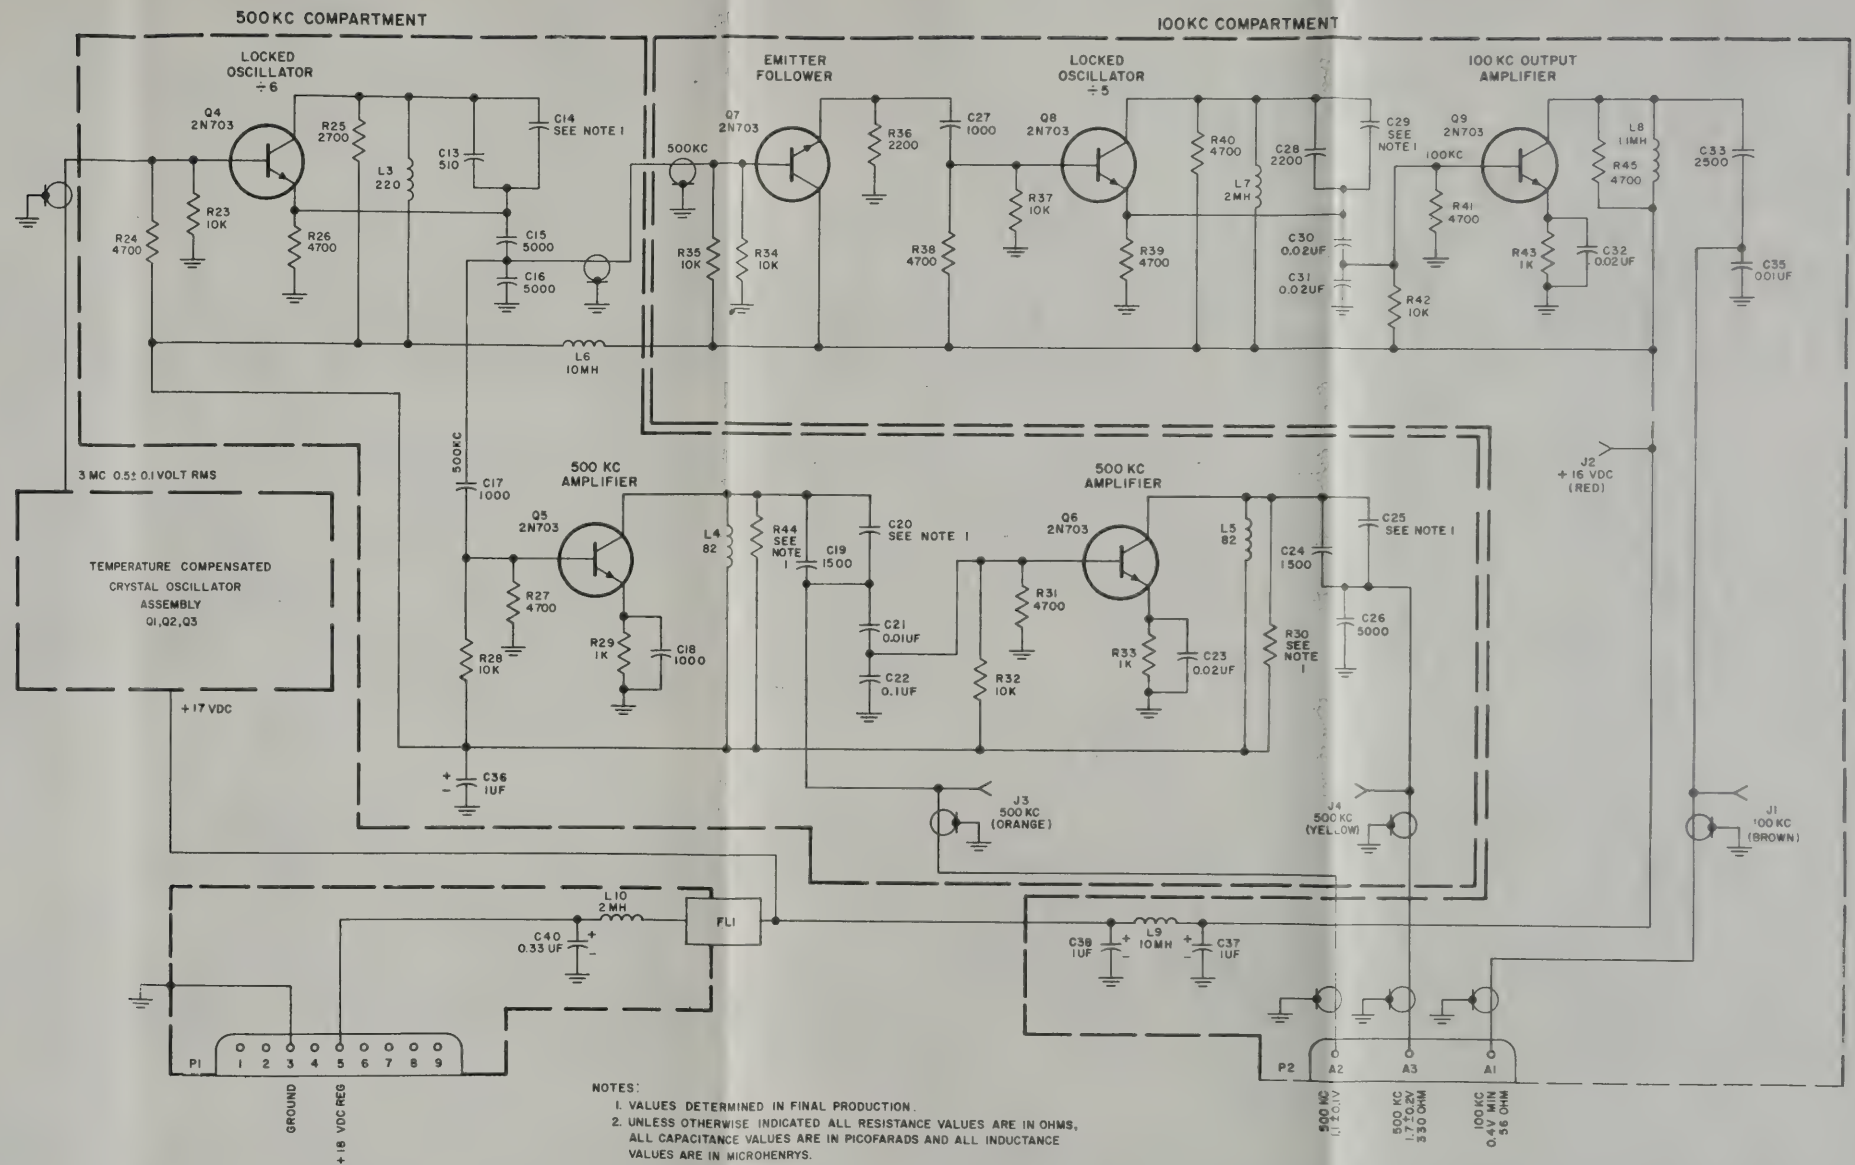 500KC COMPARTMENT
100KC COMPARTMENT
LOCKED
OSCILLATOR
÷6
EMITTER
FOLLOWER
LOCKED
OSCILLATOR
÷5
100KC OUTPUT
AMPLIFIER
Q4
2N703
R25
2700
L3
220
C13
510
C14
SEE NOTE 1
R24
4700
R23
10K
R26
4700
C15
5000
C16
5000
L6
10MH
500KC
Q7
2N703
R35
10K
R34
10K
R36
2200
C27
1000
R38
4700
R37
10K
Q8
2N703
R39
4700
R40
4700
L7
2MH
C28
2200
C29
SEE
NOTE 1
C30
0.02UF
C31
0.02UF
100KC
R42
10K
R41
4700
Q9
2N703
R43
1K
C32
0.02UF
R45
4700
L8
1.1MH
C33
2500
C35
0.01UF
J2
+16 VDC
(RED)
3 MC 0.5± 0.1 VOLT RMS
TEMPERATURE COMPENSATED
CRYSTAL OSCILLATOR
ASSEMBLY
Q1,Q2,Q3
+17 VDC
500KC
C17
1000
500 KC
AMPLIFIER
Q5
2N703
R27
4700
R28
10K
R29
1K
C18
1000
L4
82
R44
SEE
NOTE
1
C19
1500
C20
SEE NOTE 1
C21
0.01UF
C22
0.1UF
500 KC
AMPLIFIER
Q6
2N703
R31
4700
R32
10K
R33
1K
C23
0.02UF
L5
82
R30
SEE
NOTE
1
C24
1500
C25
SEE NOTE 1
C26
5000
+
-
C36
1UF
J3
500KC
(ORANGE)
J4
500KC
(YELLOW)
J1
100 KC
(BROWN)
L10
2MH
FL1
C40
0.33 UF
+
-
C38
1UF
+
-
L9
10MH
+
-
C37
1UF
P1
1 2 3 4 5 6 7 8 9
GROUND
+ 18 VDC REG
P2
A2 A3 A1
500 KC
1.1 ± 0.1V
500 KC
1.7 ± 0.2V
330 OHM
100KC
0.4V MIN
56 OHM
NOTES:
1. VALUES DETERMINED IN FINAL PRODUCTION.
2. UNLESS OTHERWISE INDICATED ALL RESISTANCE VALUES ARE IN OHMS,
ALL CAPACITANCE VALUES ARE IN PICOFARADS AND ALL INDUCTANCE
VALUES ARE IN MICROHENRYS.